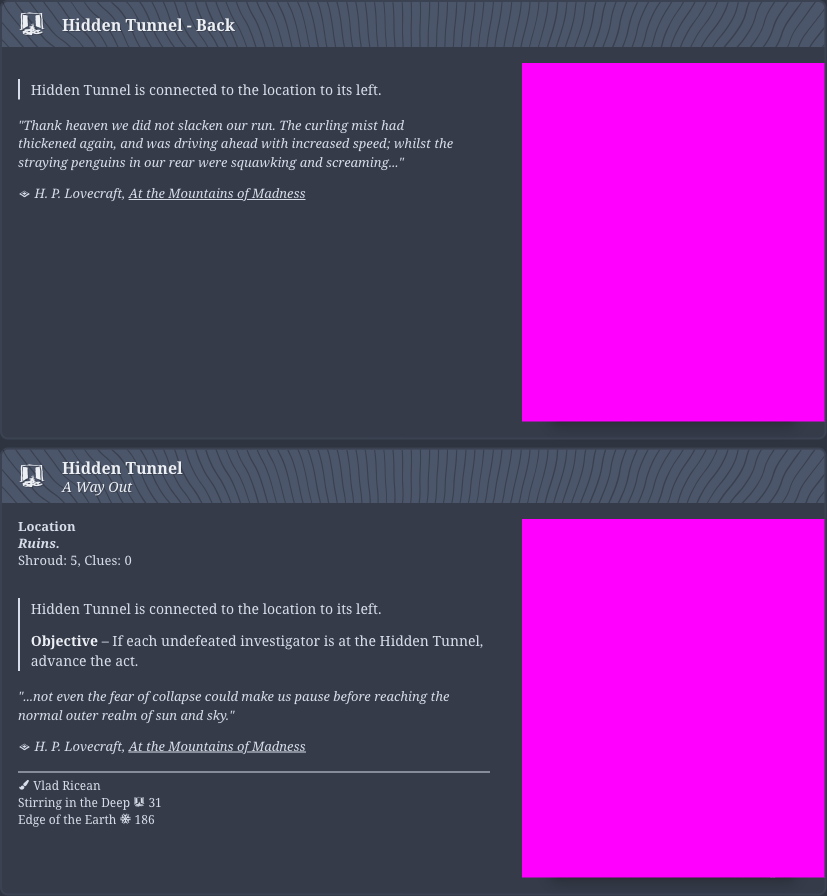 Hidden Tunnel - Back
Hidden Tunnel is connected to the location to its left.
"Thank heaven we did not slacken our run. The curling mist had
thickened again, and was driving ahead with increased speed; whilst the
straying penguins in our rear were squawking and screaming..."
H. P. Lovecraft, At the Mountains of Madness
Hidden Tunnel
A Way Out
Location
Ruins.
Shroud: 5, Clues: 0
Hidden Tunnel is connected to the location to its left.
Objective – If each undefeated investigator is at the Hidden Tunnel,
advance the act.
"...not even the fear of collapse could make us pause before reaching the
normal outer realm of sun and sky."
H. P. Lovecraft, At the Mountains of Madness
Vlad Ricean
Stirring in the Deep 31
Edge of the Earth 186